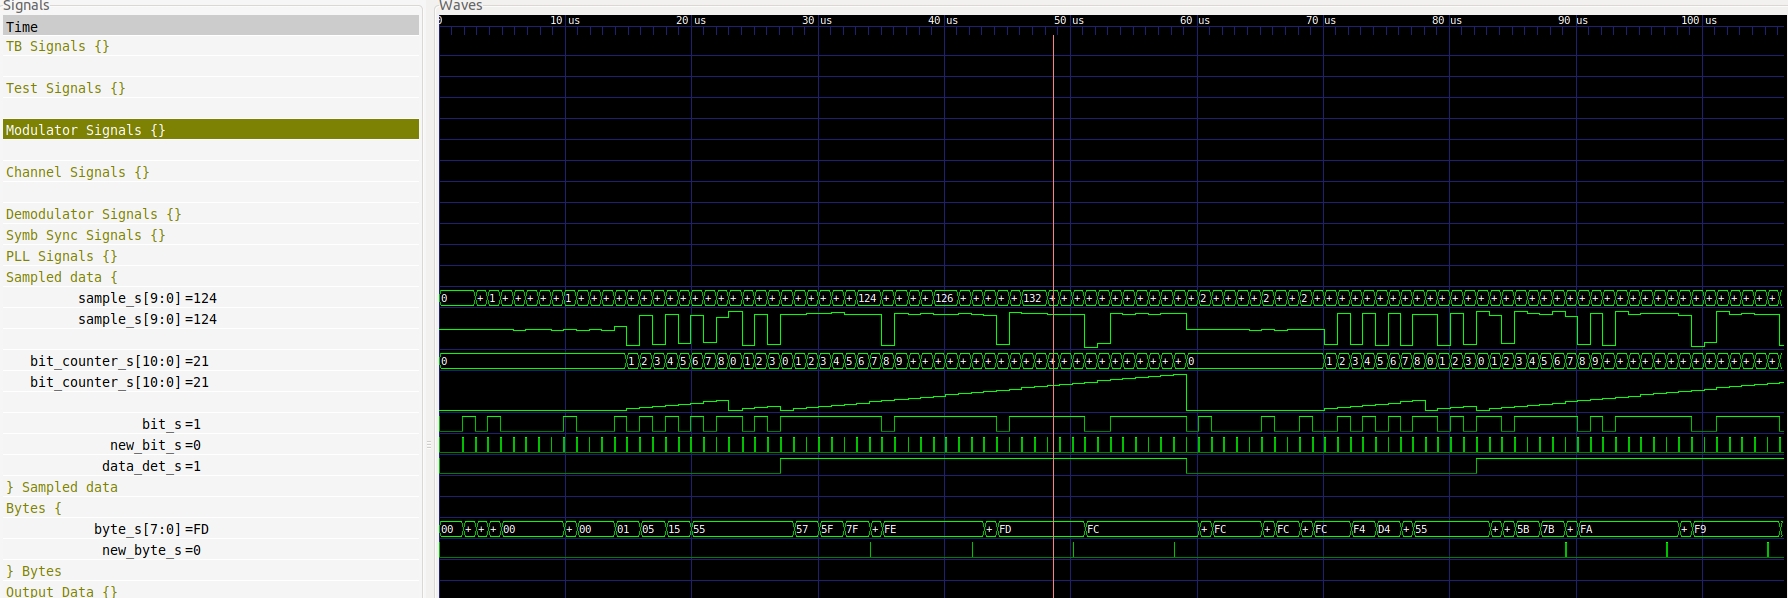 Signals
Waves
Time
0 10 us 20 us 30 us 40 us 50 us 60 us 70 us 80 us 90 us 100 us
TB Signals {}
Test Signals {}
Modulator Signals {}
Channel Signals {}
Demodulator Signals {}
Symb Sync Signals {}
PLL Signals {}
Sampled data {
sample_s[9:0] =124
0 + 1 + + + + + 1 + + + + + + + + + + + + + + + + + + + + + + 124 + + + + 126 + + + + + 132 + + + + + + + + + + + + 2 + + + + 2 + + 2 + + + + + + + + + + + + + + + + + + + + + + + + + + + + + + + + + + + + +
sample_s[9:0] =124
bit_counter_s[10:0] =21
0 1 2 3 4 5 6 7 8 0 1 2 3 0 1 2 3 4 5 6 7 8 9 + + + + + + + + + + + + + + + + + + + + + + 0 1 2 3 4 5 6 7 8 0 1 2 3 0 1 2 3 4 5 6 7 8 9 + + + + + + + + + + + + + +
bit_counter_s[10:0] =21
bit_s =1
new_bit_s =0
data_det_s =1
} Sampled data
Bytes {
byte_s[7:0] =FD
00 + + + 00 + 00 01 05 15 55 57 5F 7F + FE + FD FC + FC + FC + FC F4 D4 + 55 + + 5B 7B + FA + F9
new_byte_s =0
} Bytes
Output Data {}